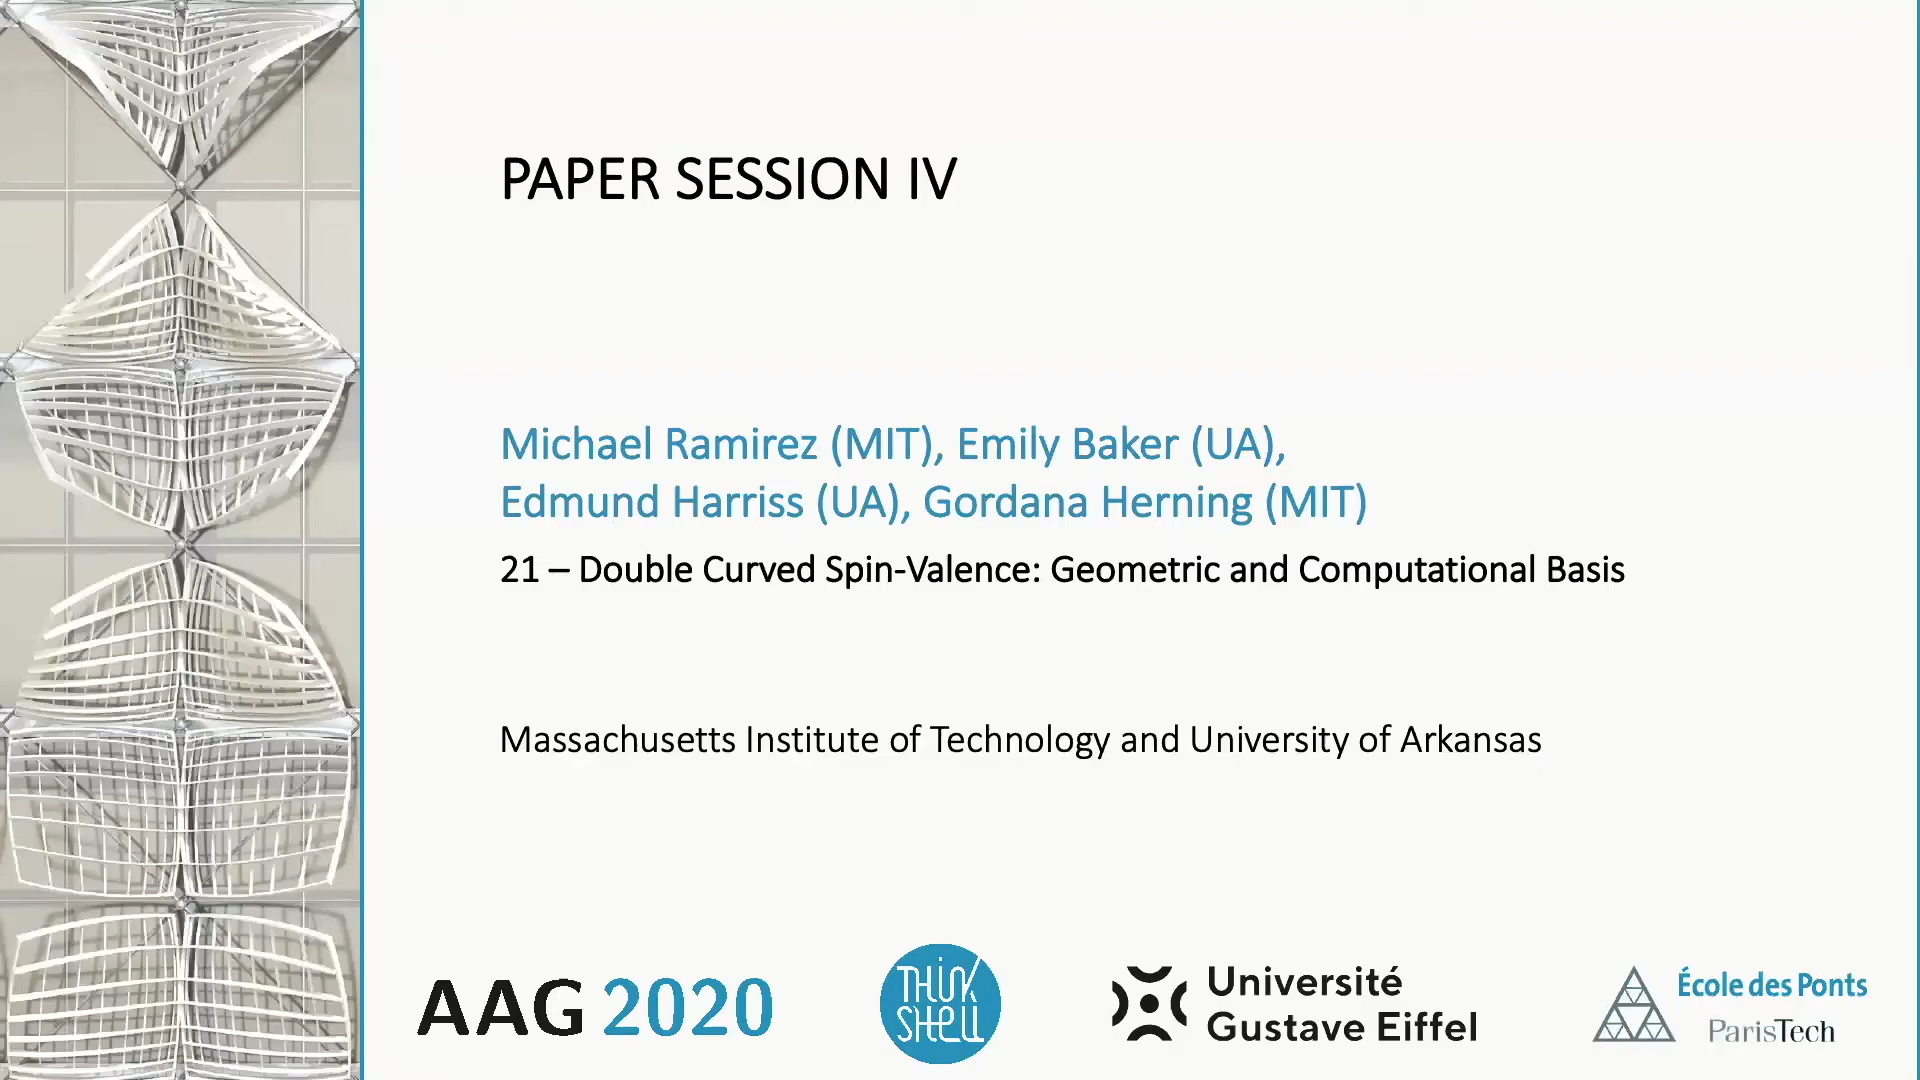 PAPER SESSION IV
Michael Ramirez (MIT), Emily Baker (UA),
Edmund Harriss (UA), Gordana Herning (MIT)
21 – Double Curved Spin-Valence: Geometric and Computational Basis
Massachusetts Institute of Technology and University of Arkansas
AAG 2020
THINK
SHELL
Université
Gustave Eiffel
École des Ponts
ParisTech